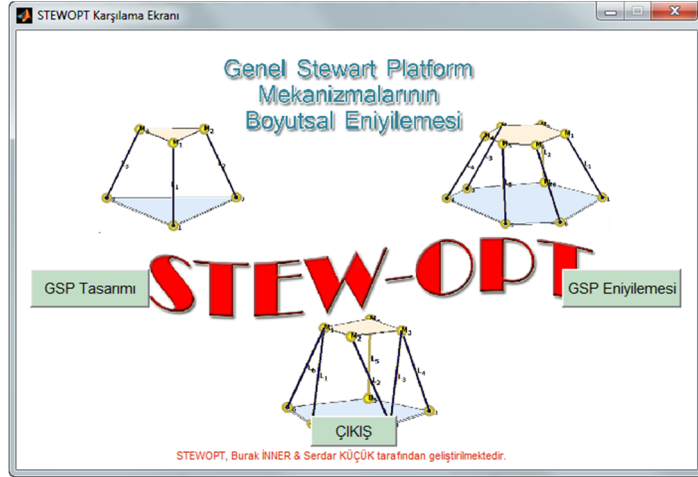 STEWOPT Karşılama Ekranı
Genel Stewart Platform
Mekanizmalarının
Boyutsal Eniyilemesi
STEW-OPT
GSP Tasarımı
GSP Eniyilemesi
ÇIKIŞ
STEWOPT, Burak İNNER & Serdar KÜÇÜK tarafından geliştirilmektedir.